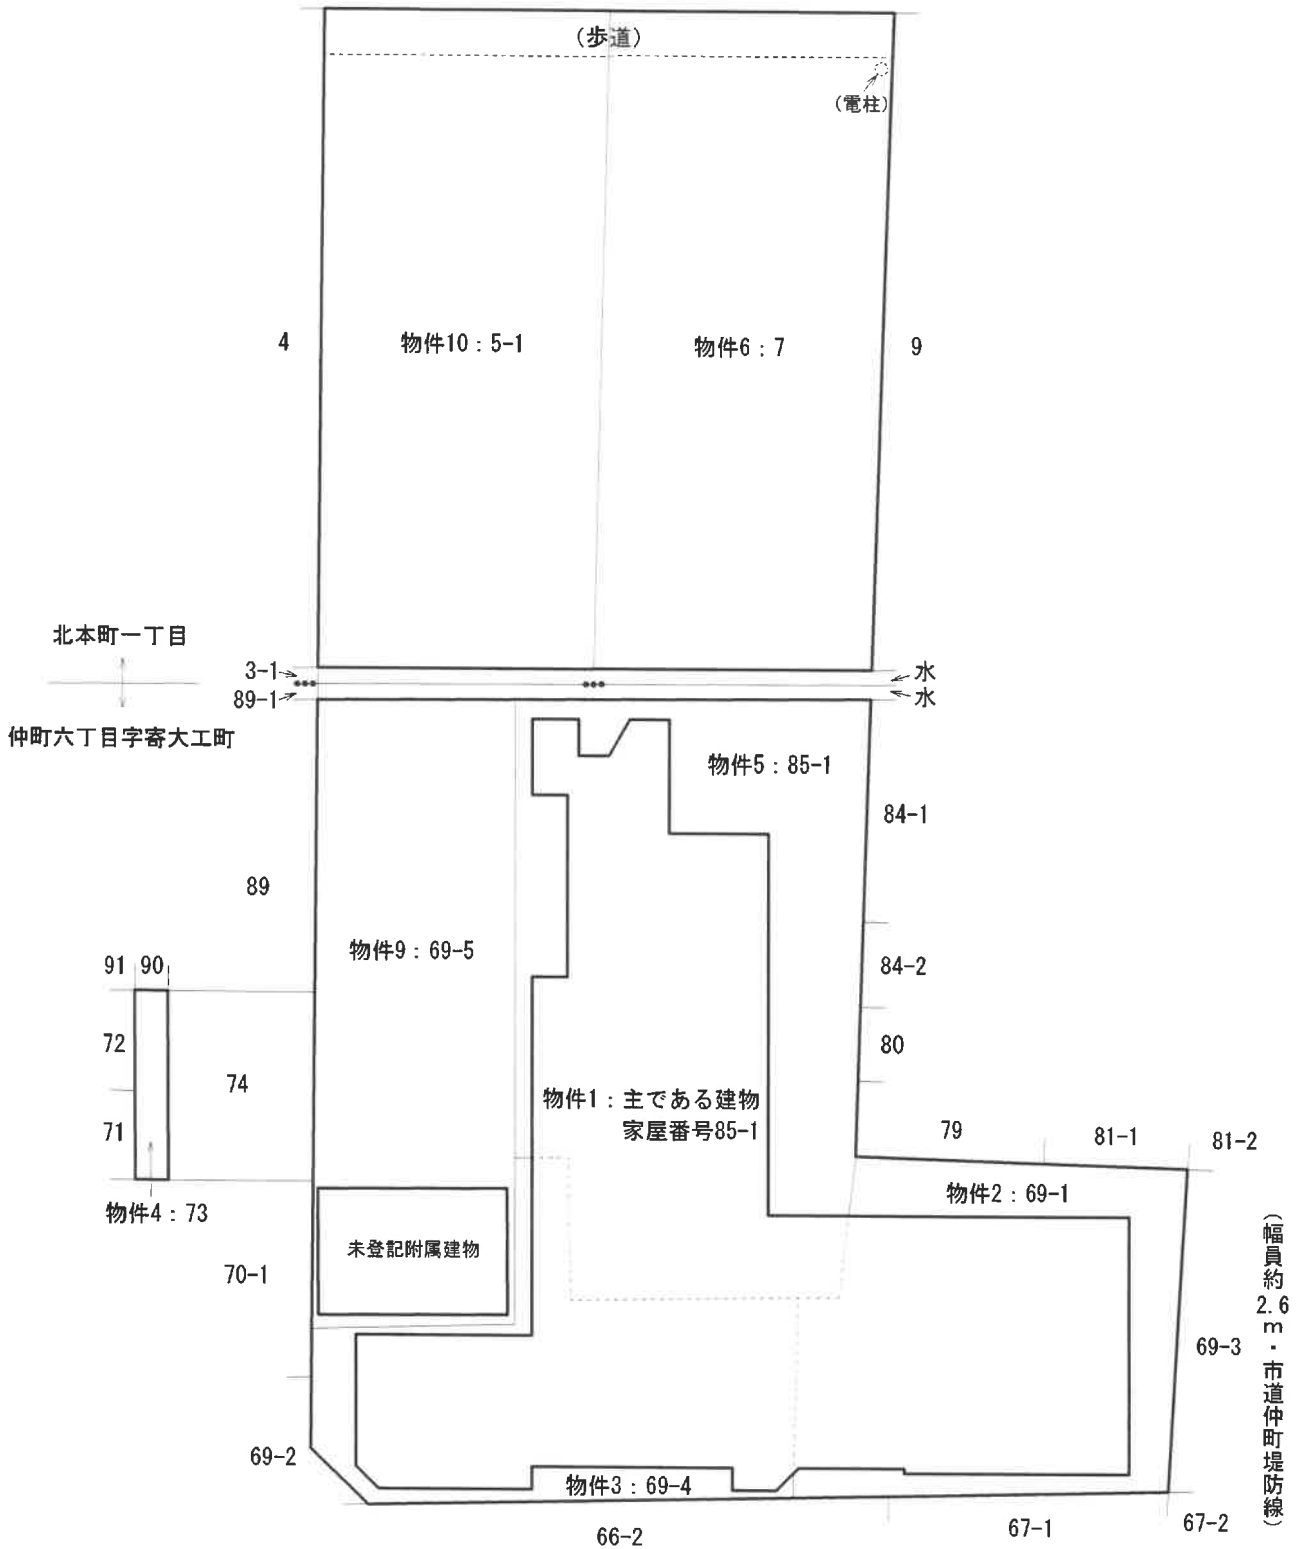 (歩道)
(電柱)
4
物件10：5-1
物件6：7
9
北本町一丁目
3-1
水
89-1
水
仲町六丁目字寄大工町
物件5：85-1
84-1
89
物件9：69-5
91
90
84-2
72
80
74
物件1：主である建物
家屋番号85-1
71
79
81-1
81-2
物件2：69-1
物件4：73
未登記附属建物
70-1
(幅員約2.6m・市道仲町堤防線)
69-3
69-2
物件3：69-4
66-2
67-1
67-2